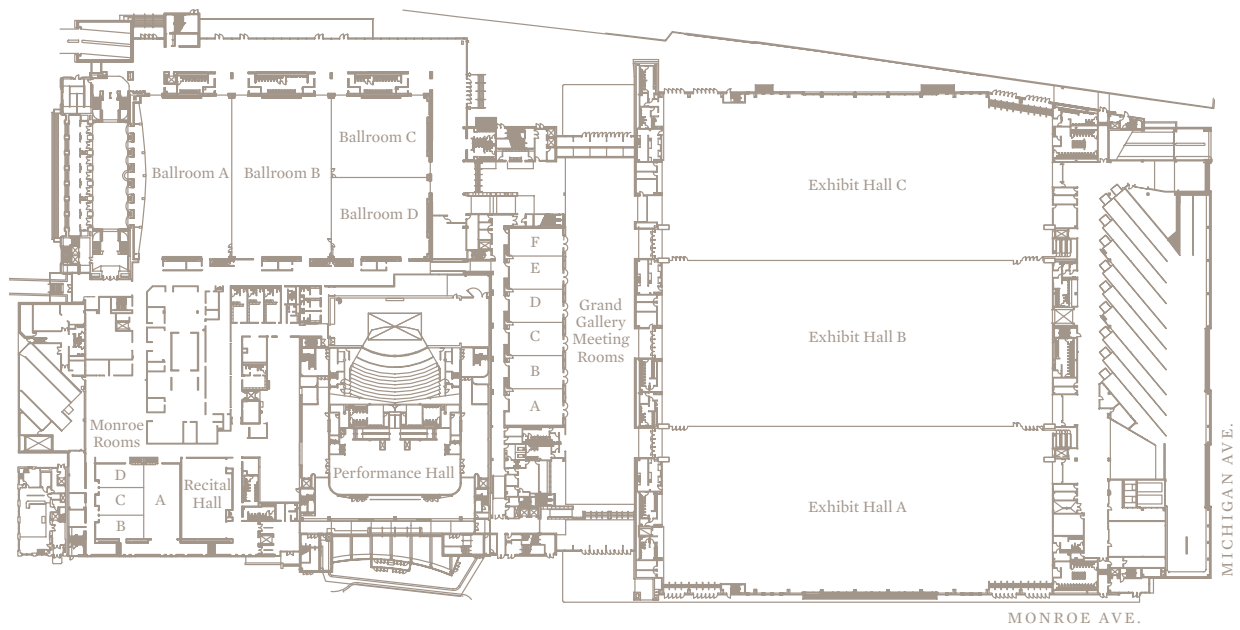 Ballroom A
Ballroom B
Ballroom C
Ballroom D
Exhibit Hall C
Exhibit Hall B
Exhibit Hall A
Grand
Gallery
Meeting
Rooms
F
E
D
C
B
A
Monroe
Rooms
D
C
B
A
Recital
Hall
Performance Hall
MICHIGAN AVE.
MONROE AVE.